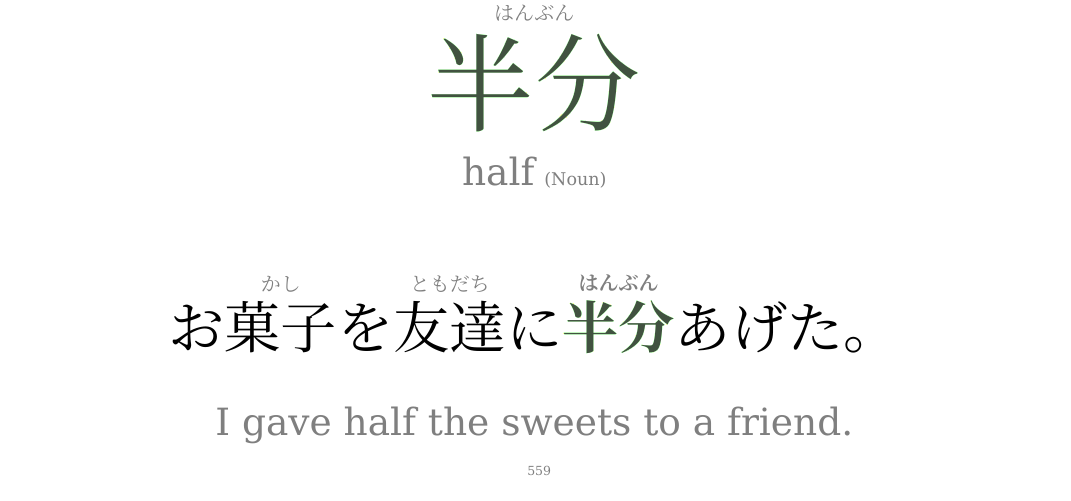 はんぶん
半分
half (Noun)
かし ともだち はんぶん
お菓子を友達に半分あげた。
I gave half the sweets to a friend.
559